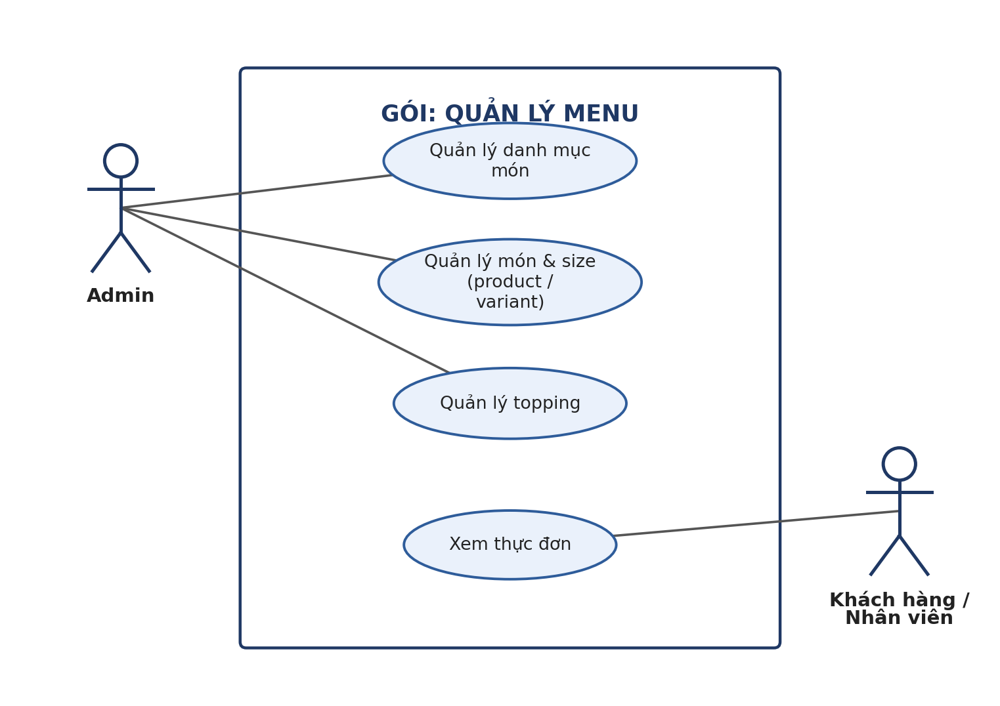 GÓI: QUẢN LÝ MENU
Quản lý danh mục
món
Quản lý món & size
(product /
variant)
Admin
Quản lý topping
Xem thực đơn
Khách hàng /
Nhân viên